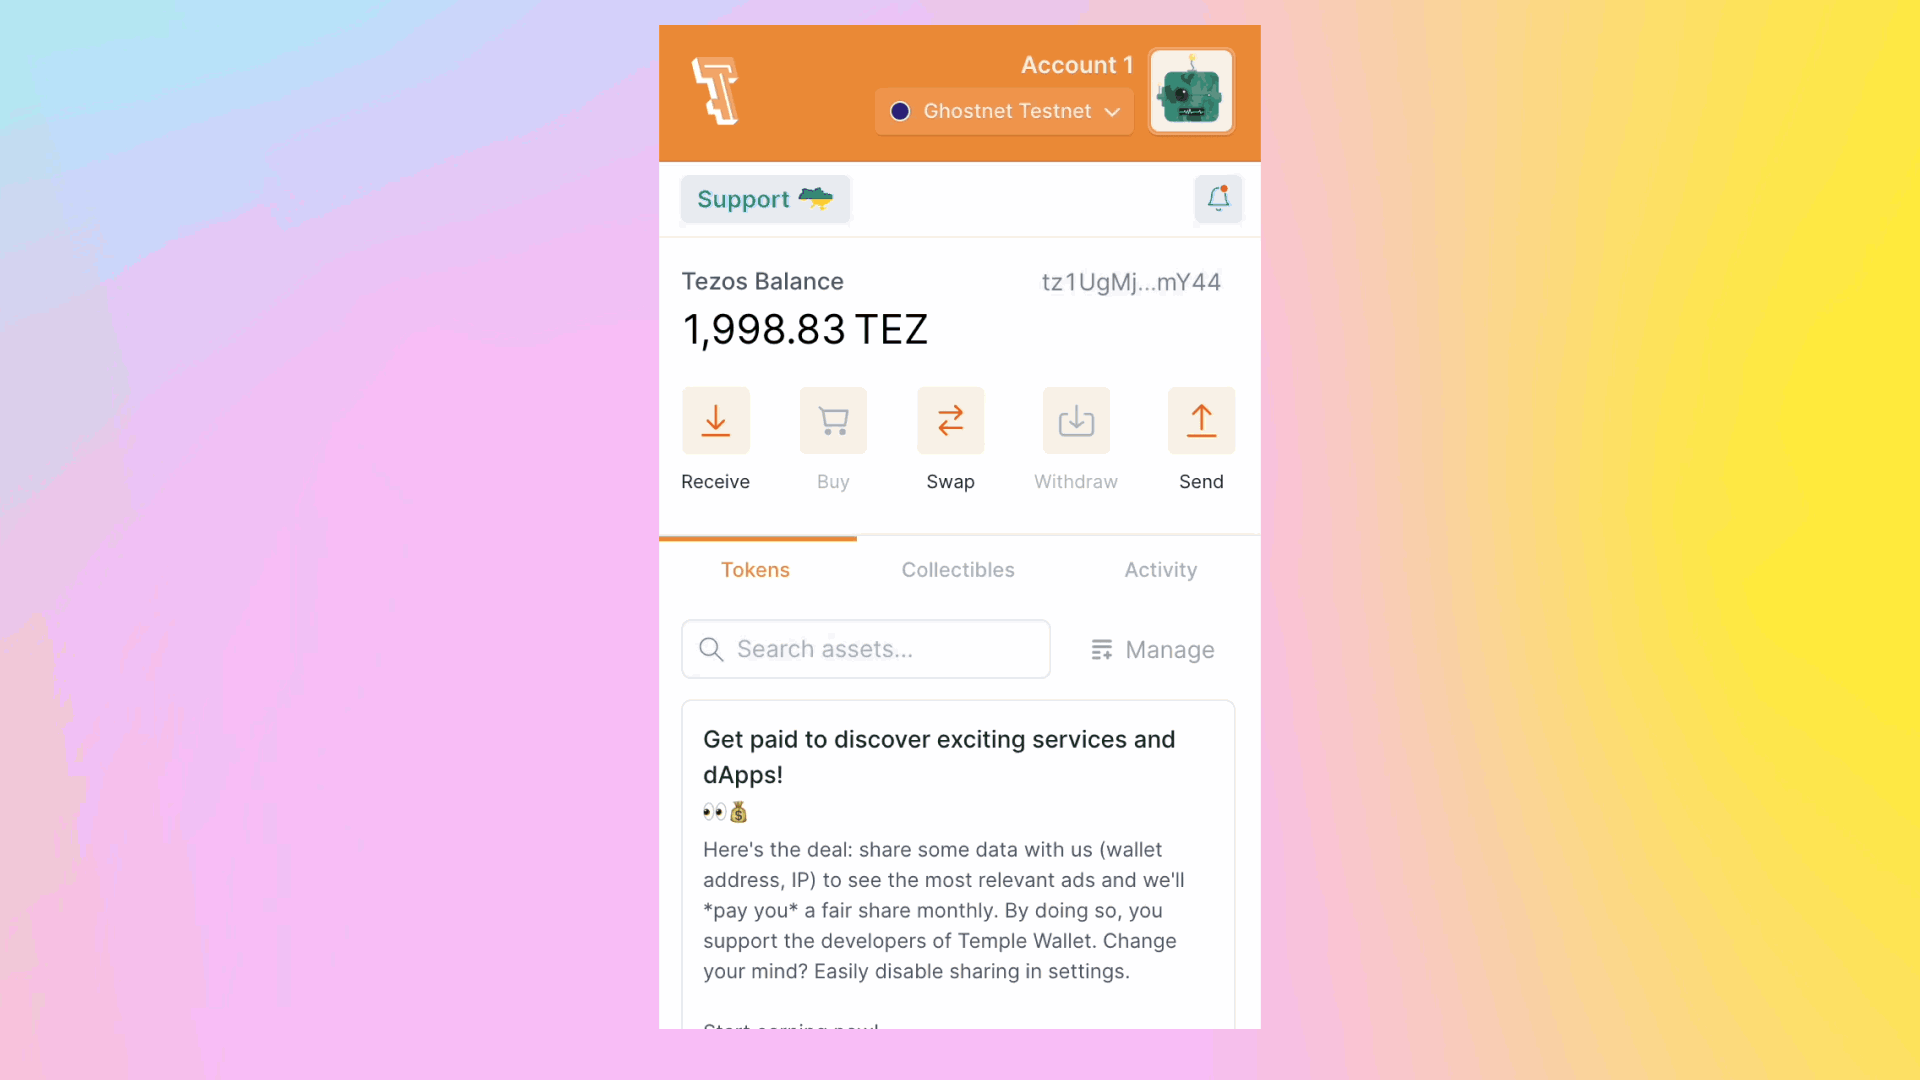 Account 1
Ghostnet Testnet
Support
Tezos Balance
tz1UgMj...mY44
1,998.83 TEZ
Receive
Buy
Swap
Withdraw
Send
Tokens
Collectibles
Activity
Search assets...
Manage
Get paid to discover exciting services and
dApps!
Here's the deal: share some data with us (wallet
address, IP) to see the most relevant ads and we'll
*pay you* a fair share monthly. By doing so, you
support the developers of Temple Wallet. Change
your mind? Easily disable sharing in settings.
Start earning now!